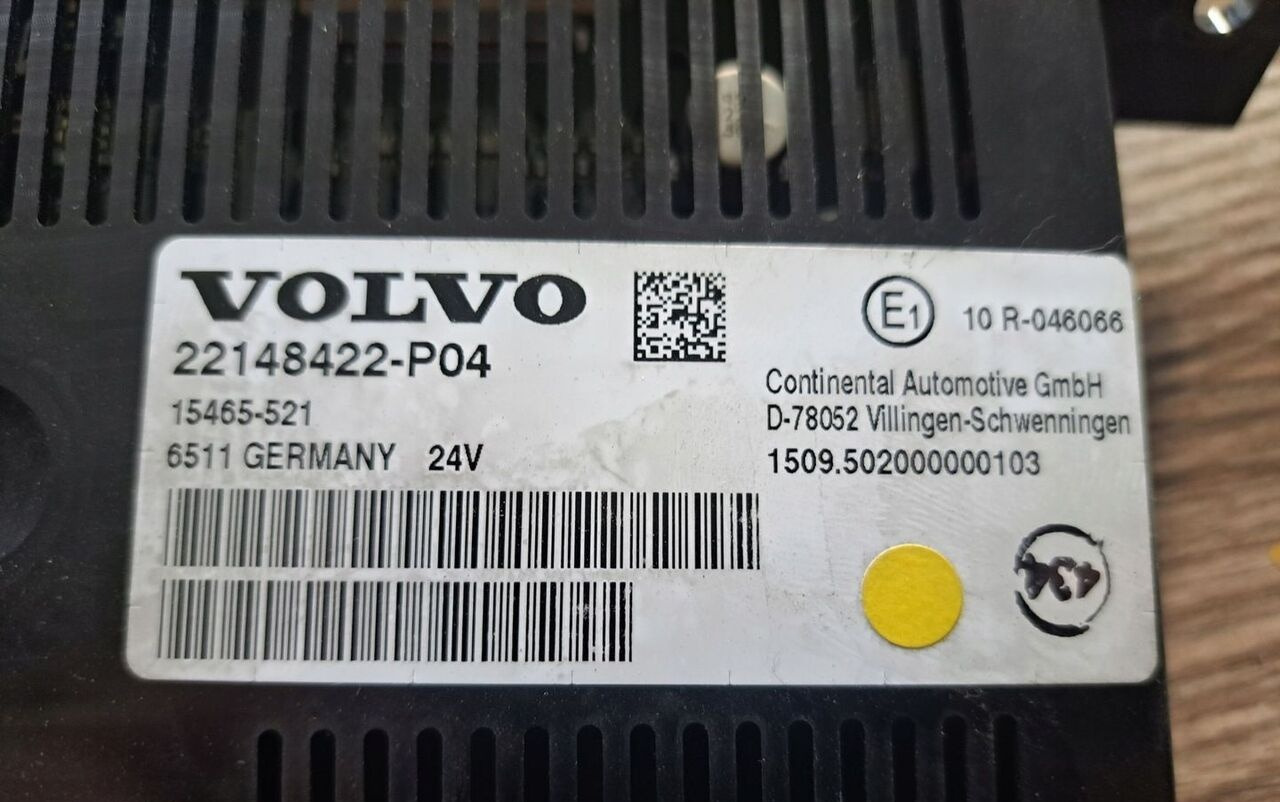 VOLVO
22148422-P04
15465-521
6511 GERMANY 24V
E1 10 R-046066
Continental Automotive GmbH
D-78052 Villingen-Schwenningen
1509.502000000103
434